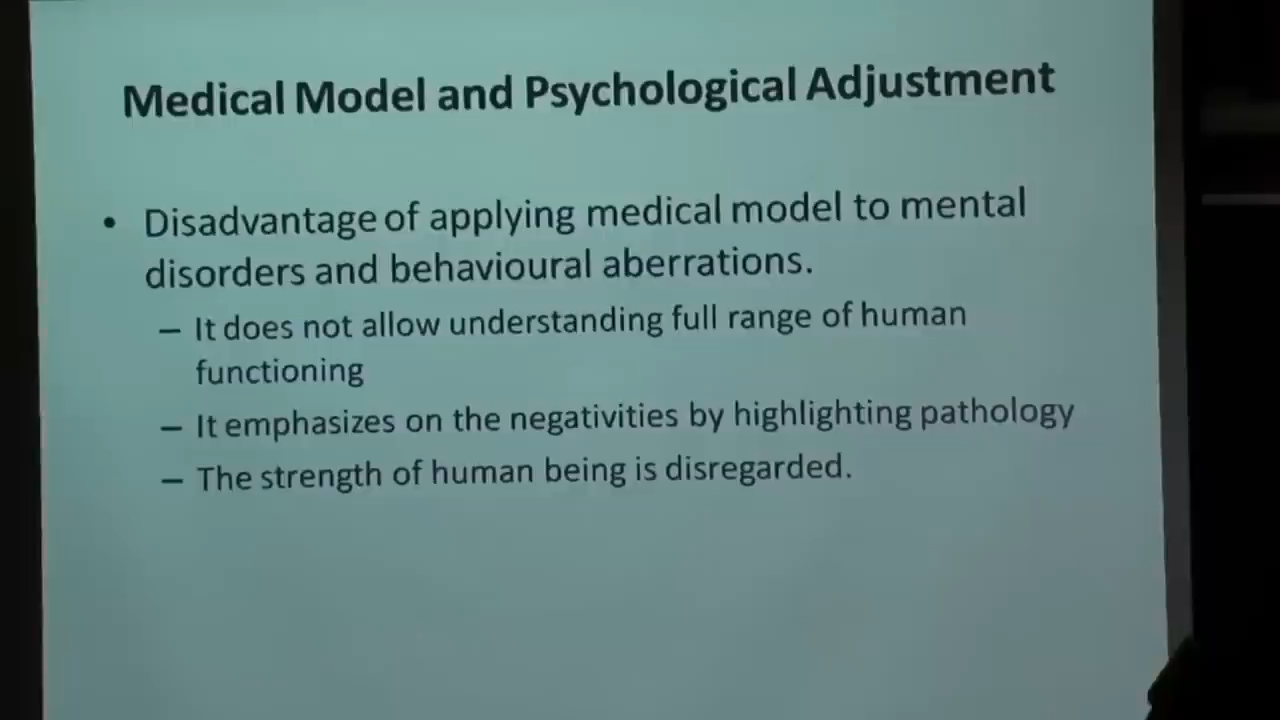 Medical Model and Psychological Adjustment
• Disadvantage of applying medical model to mental
disorders and behavioural aberrations.
– It does not allow understanding full range of human
functioning
– It emphasizes on the negativities by highlighting pathology
– The strength of human being is disregarded.